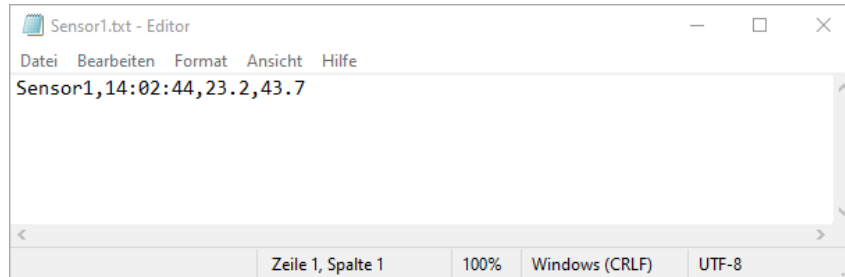 Sensor1.txt - Editor
Datei Bearbeiten Format Ansicht Hilfe
Sensor1,14:02:44,23.2,43.7
Zeile 1, Spalte 1 100% Windows (CRLF) UTF-8